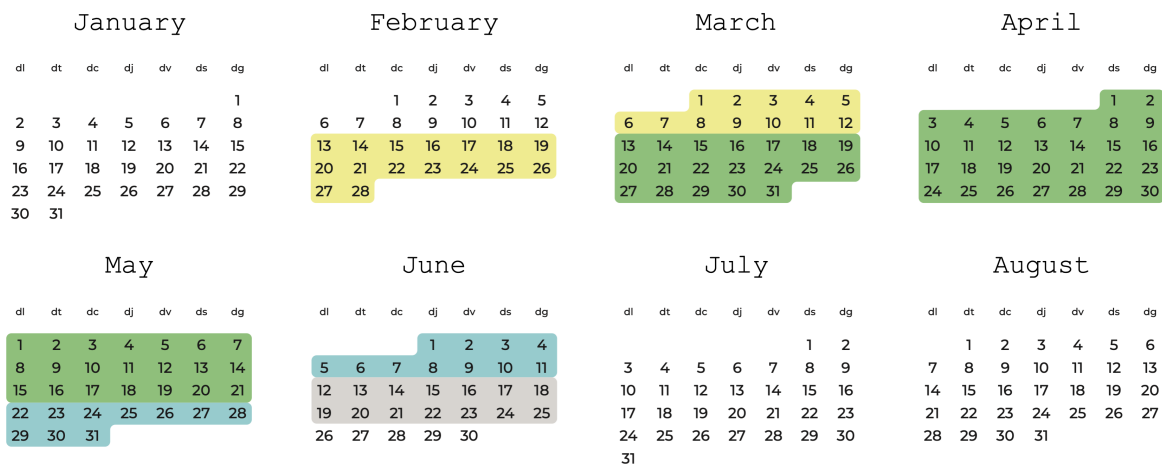 January February March April
dl dt dc dj dv ds dg dl dt dc dj dv ds dg dl dt dc dj dv ds dg dl dt dc dj dv ds dg
1 1 2 3 4 5 1 2 3 4 5 1 2
2 3 4 5 6 7 8 6 7 8 9 10 11 12 6 7 8 9 10 11 12 3 4 5 6 7 8 9
9 10 11 12 13 14 15 13 14 15 16 17 18 19 13 14 15 16 17 18 19 10 11 12 13 14 15 16
16 17 18 19 20 21 22 20 21 22 23 24 25 26 20 21 22 23 24 25 26 17 18 19 20 21 22 23
23 24 25 26 27 28 29 27 28 27 28 29 30 31 24 25 26 27 28 29 30
30 31
May June July August
dl dt dc dj dv ds dg dl dt dc dj dv ds dg dl dt dc dj dv ds dg dl dt dc dj dv ds dg
1 2 3 4 5 6 7 1 2 3 4 1 2 1 2 3 4 5 6
8 9 10 11 12 13 14 5 6 7 8 9 10 11 3 4 5 6 7 8 9 7 8 9 10 11 12 13
15 16 17 18 19 20 21 12 13 14 15 16 17 18 10 11 12 13 14 15 16 14 15 16 17 18 19 20
22 23 24 25 26 27 28 19 20 21 22 23 24 25 17 18 19 20 21 22 23 21 22 23 24 25 26 27
29 30 31 26 27 28 29 30 24 25 26 27 28 29 30 28 29 30 31
31